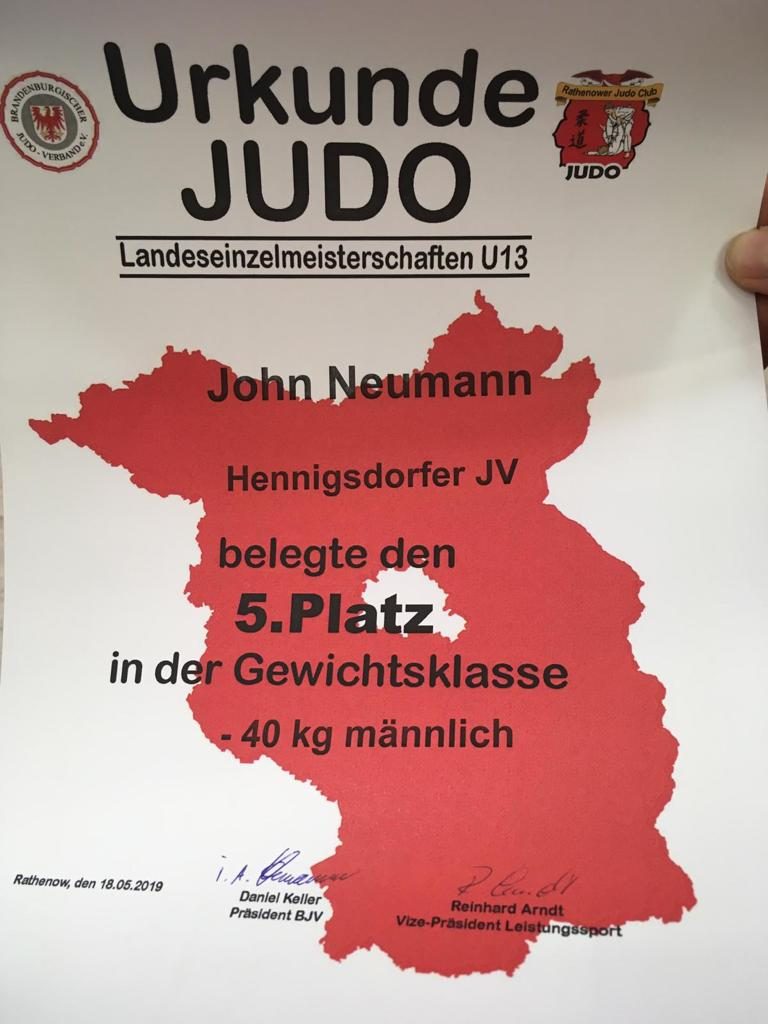 Urkunde
BRANDENBURGISCHER
JUDO-VERBAND e.V.
Rathenower Judo Club
柔道
JUDO
JUDO
Landeseinzelmeisterschaften U13
John Neumann
Hennigsdorfer JV
belegte den
5.Platz
in der Gewichtsklasse
- 40 kg männlich
Rathenow, den 18.05.2019
i. A.
Daniel Keller
Präsident BJV
Reinhard Arndt
Vize-Präsident Leistungssport